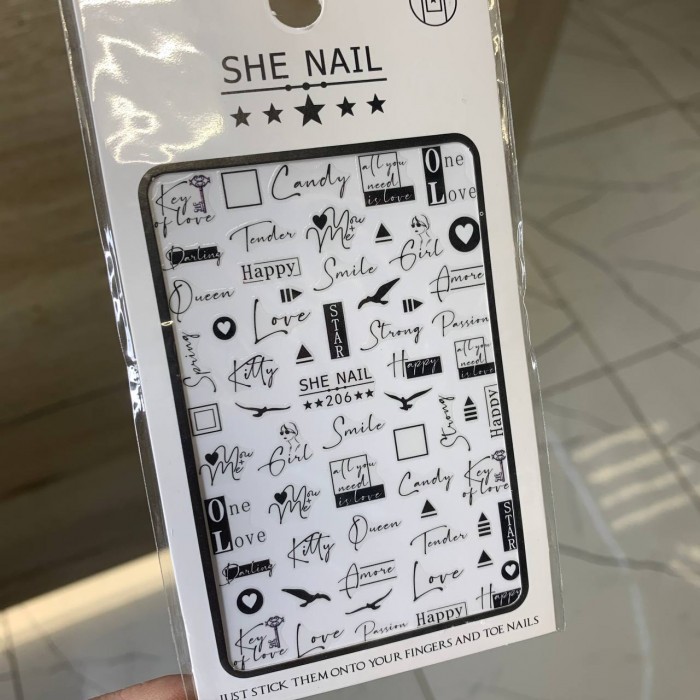 SHE NAIL
Key of love
Candy
all you
need
is love
One
Love
Darling
Tender
You
+
Me
Girl
Happy
Smile
Amore
Queen
Love
STAR
Strong
Passion
Spring
Kitty
Happy
all you
need
is love
SHE NAIL
★★206★★
Smile
Strong
Happy
You
+
Me
Girl
all you
need
is love
Candy
Key
of love
One
Love
You
+
Me
Queen
Kitty
Tender
STAR
Darling
Amore
Love
Happy
Key
of love
Love
Passion
Happy
JUST STICK THEM ONTO YOUR FINGERS AND TOE NAILS